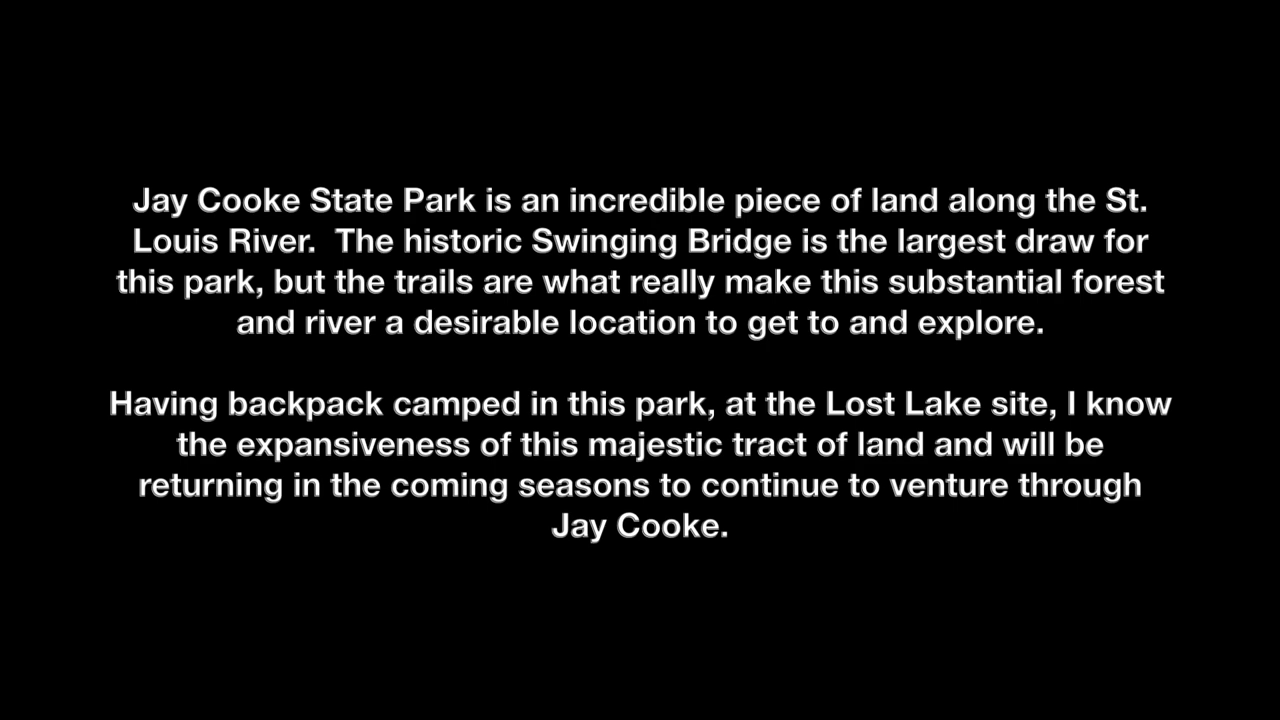 Jay Cooke State Park is an incredible piece of land along the St.
Louis River.  The historic Swinging Bridge is the largest draw for
this park, but the trails are what really make this substantial forest
and river a desirable location to get to and explore.
Having backpack camped in this park, at the Lost Lake site, I know
the expansiveness of this majestic tract of land and will be
returning in the coming seasons to continue to venture through
Jay Cooke.